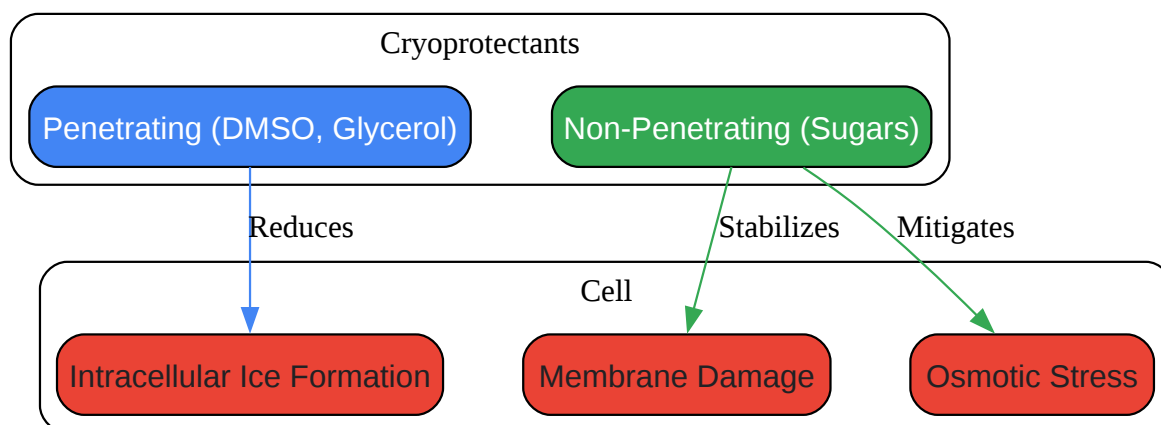 Cryoprotectants
Penetrating (DMSO, Glycerol)
Non-Penetrating (Sugars)
Reduces
Stabilizes
Mitigates
Cell
Intracellular Ice Formation
Membrane Damage
Osmotic Stress